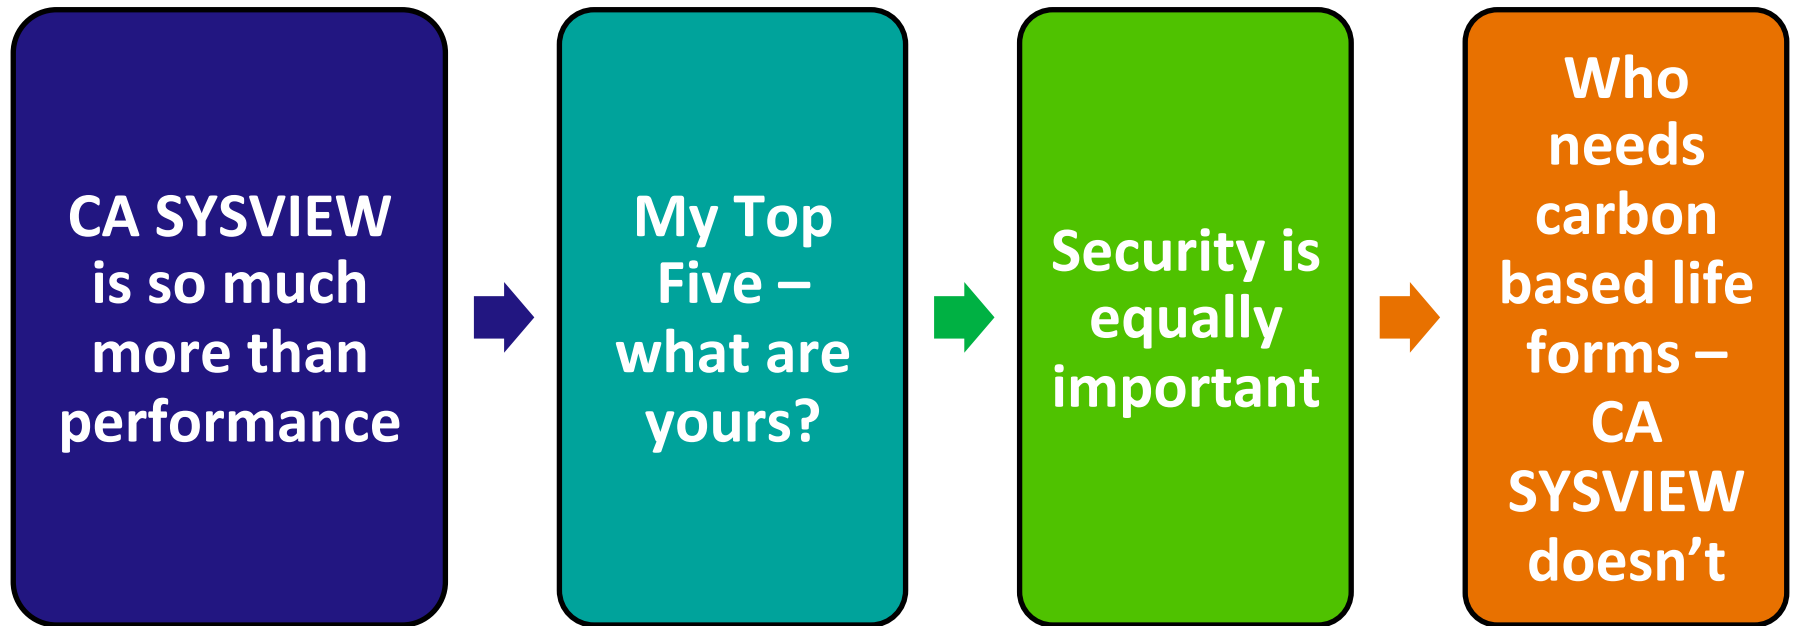 CA SYSVIEW
is so much
more than
performance
My Top
Five –
what are
yours?
Security is
equally
important
Who
needs
carbon
based life
forms –
CA
SYSVIEW
doesn’t